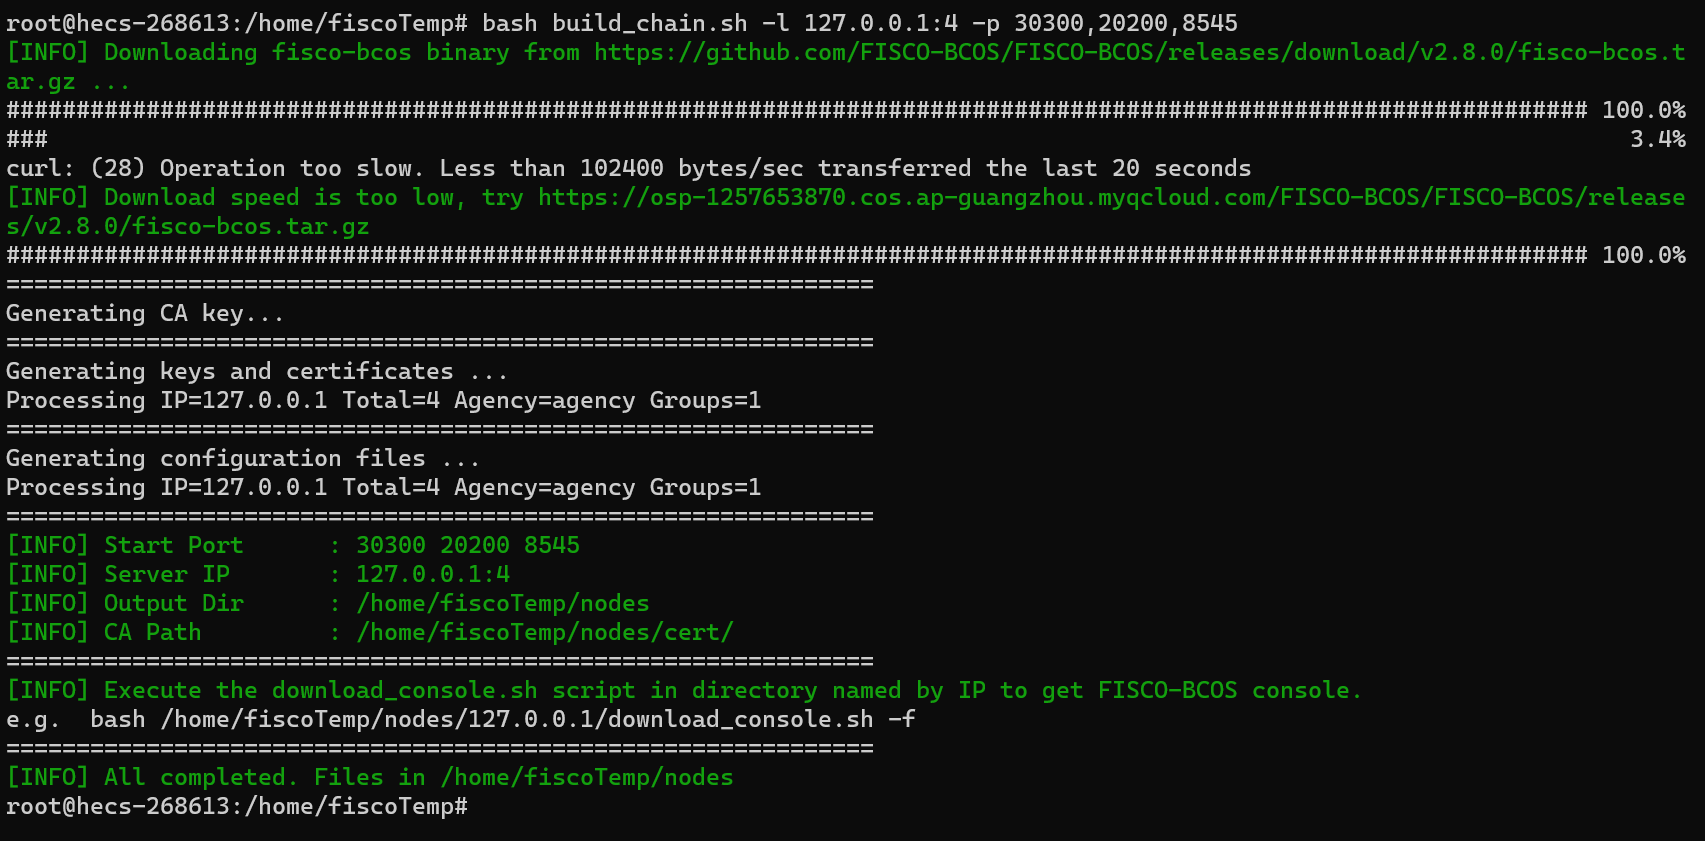 root@hecs-268613:/home/fiscoTemp# bash build_chain.sh -l 127.0.0.1:4 -p 30300,20200,8545
[INFO] Downloading fisco-bcos binary from https://github.com/FISCO-BCOS/FISCO-BCOS/releases/download/v2.8.0/fisco-bcos.t
ar.gz ...
################################################################################################################# 100.0%
###                                                                                                                 3.4%
curl: (28) Operation too slow. Less than 102400 bytes/sec transferred the last 20 seconds
[INFO] Download speed is too low, try https://osp-1257653870.cos.ap-guangzhou.myqcloud.com/FISCO-BCOS/FISCO-BCOS/release
s/v2.8.0/fisco-bcos.tar.gz
################################################################################################################# 100.0%
==============================================================
Generating CA key...
==============================================================
Generating keys and certificates ...
Processing IP=127.0.0.1 Total=4 Agency=agency Groups=1
==============================================================
Generating configuration files ...
Processing IP=127.0.0.1 Total=4 Agency=agency Groups=1
==============================================================
[INFO] Start Port      : 30300 20200 8545
[INFO] Server IP       : 127.0.0.1:4
[INFO] Output Dir      : /home/fiscoTemp/nodes
[INFO] CA Path         : /home/fiscoTemp/nodes/cert/
==============================================================
[INFO] Execute the download_console.sh script in directory named by IP to get FISCO-BCOS console.
e.g.  bash /home/fiscoTemp/nodes/127.0.0.1/download_console.sh -f
==============================================================
[INFO] All completed. Files in /home/fiscoTemp/nodes
root@hecs-268613:/home/fiscoTemp#